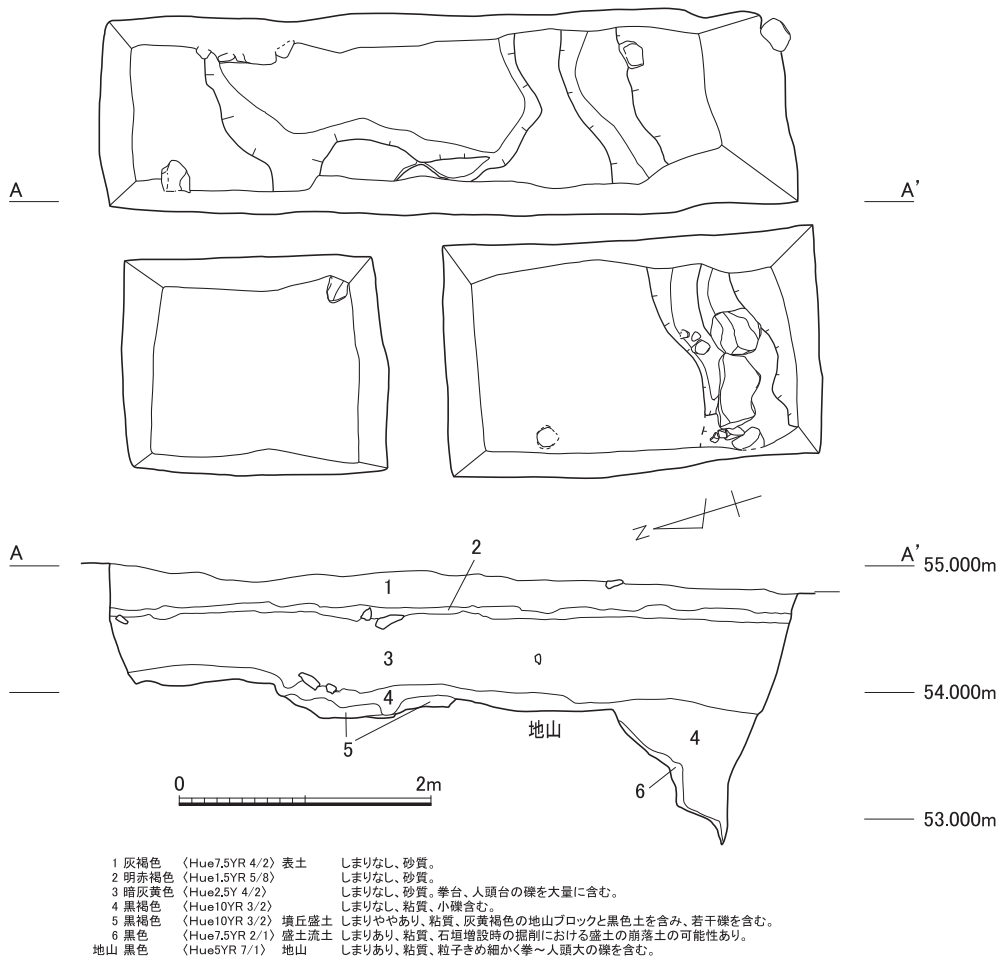 A A'
N
A A' 55.000m
2
1
3
54.000m
4
地山 4
5
6
0 2m
53.000m
1 灰褐色 〈Hue7.5YR 4/2〉 表土 しまりなし、砂質。
2 明赤褐色 〈Hue1.5YR 5/8〉 しまりなし、砂質。
3 暗灰黄色 〈Hue2.5Y 4/2〉 しまりなし、砂質。拳台、人頭台の礫を大量に含む。
4 黒褐色 〈Hue10YR 3/2〉 しまりなし、粘質、小礫含む。
5 黒褐色 〈Hue10YR 3/2〉 墳丘盛土 しまりややあり、粘質、灰黄褐色の地山ブロックと黒色土を含み、若干礫を含む。
6 黒色 〈Hue7.5YR 2/1〉 盛土流土 しまりあり、粘質、石垣増設時の掘削における盛土の崩落土の可能性あり。
地山 黒色 〈Hue5YR 7/1〉 地山 しまりあり、粘質、粒子きめ細かく拳～人頭大の礫を含む。